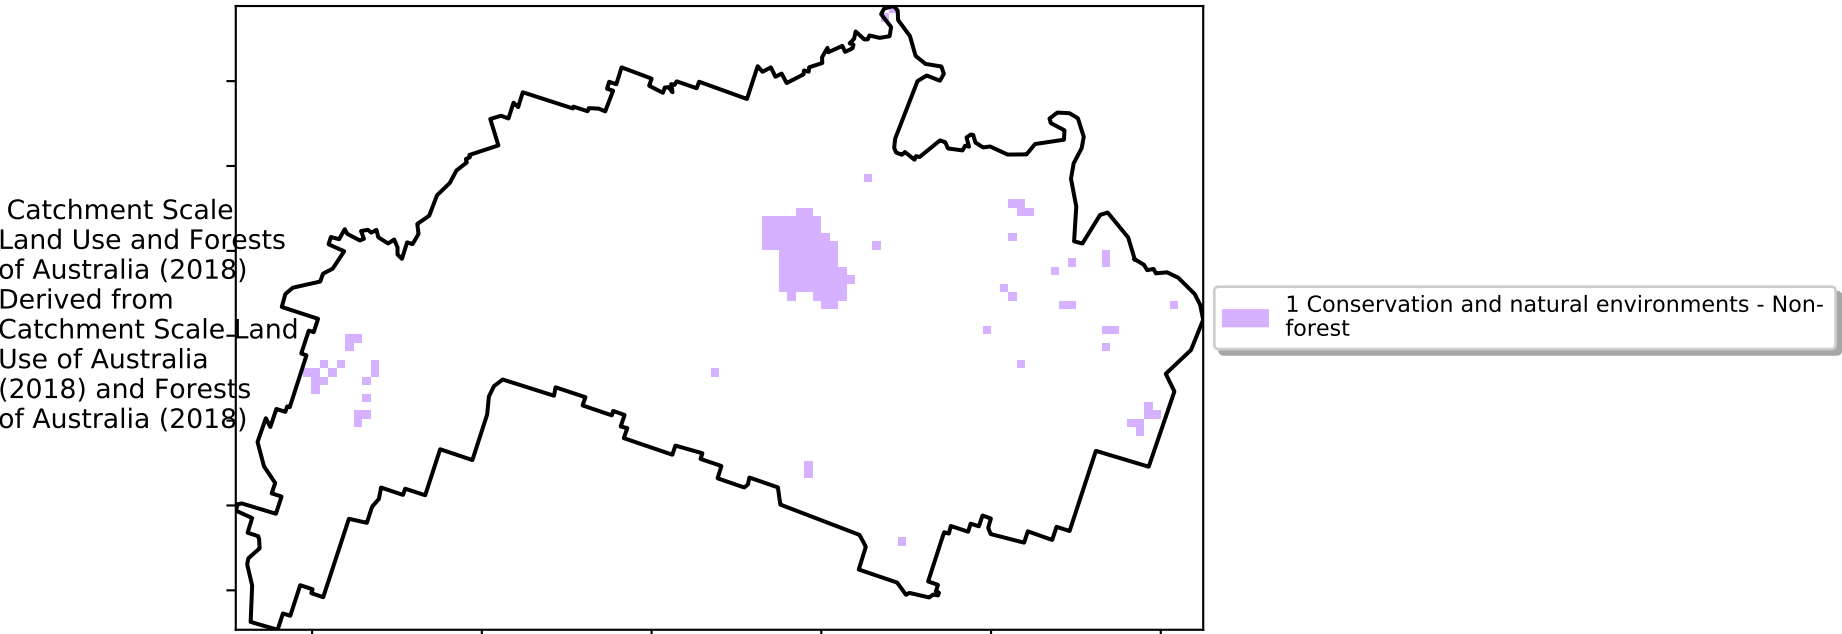 Catchment Scale
Land Use and Forests
of Australia (2018)
Derived from
Catchment Scale Land
Use of Australia
(2018) and Forests
of Australia (2018)
1 Conservation and natural environments - Non-
forest